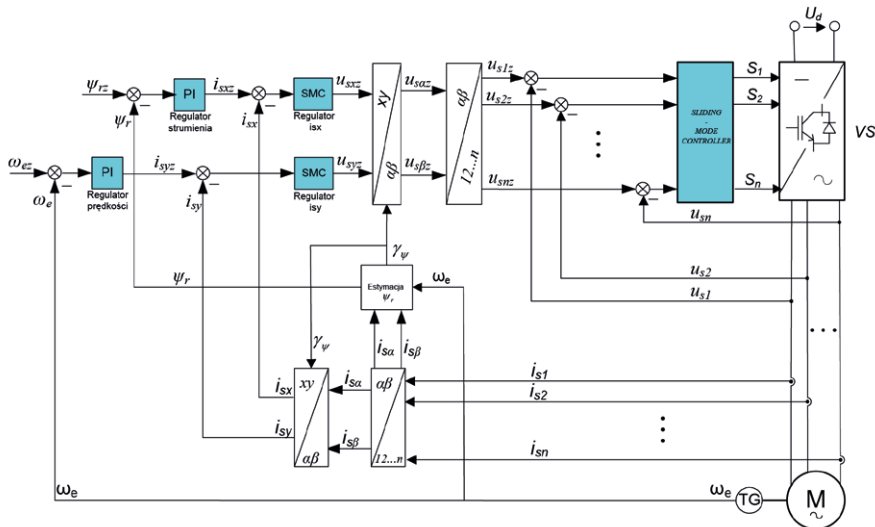 U_d
ψ_rz
PI
i_sxz
SMC
u_sxz
xy
αβ
u_sαz
αβ
12...n
u_s1z
SLIDING
-
MODE
CONTROLLER
S_1
Regulator
strumienia
ψ_r
i_sx
Regulator
isx
u_s2z
S_2
VS
ω_ez
PI
i_syz
SMC
u_syz
u_sβz
u_snz
S_n
ω_e
Regulator
prędkości
i_sy
Regulator
isy
u_sn
γ_ψ
ψ_r
Estymacja
ψ_r
ω_e
u_s2
u_s1
i_sα
i_sβ
γ_ψ
xy
αβ
i_sx
i_sα
αβ
12...n
i_s1
i_s2
i_sy
i_sβ
i_sn
ω_e
ω_e
TG
M
~